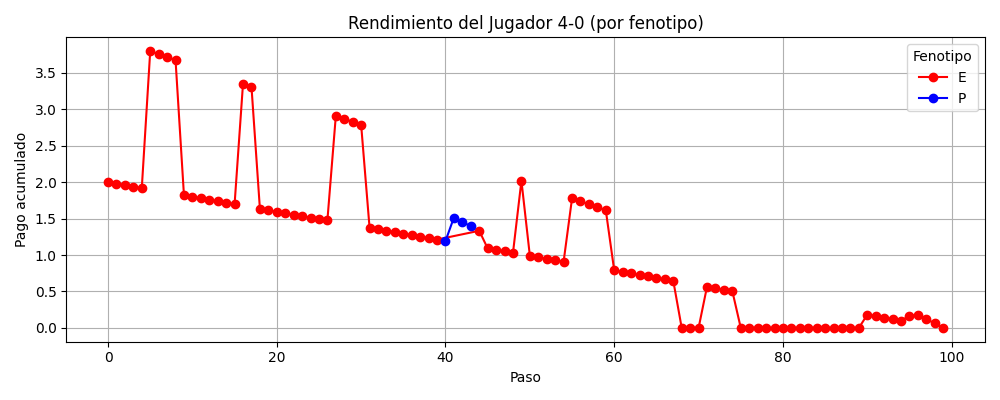 Rendimiento del Jugador 4-0 (por fenotipo)
Fenotipo
E
P
Pago acumulado
3.5
3.0
2.5
2.0
1.5
1.0
0.5
0.0
0 20 40 60 80 100
Paso